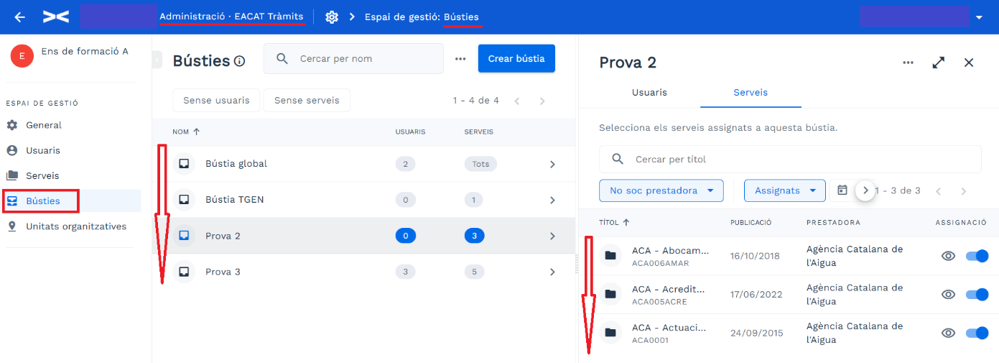 Administració · EACAT Tràmits
Espai de gestió: Bústies
E
Ens de formació A
ESPAI DE GESTIÓ
General
Usuaris
Serveis
Bústies
Unitats organitzatives
Bústies
Cercar per nom
Crear bústia
Sense usuaris
Sense serveis
1 - 4 de 4
NOM
USUARIS
SERVEIS
Bústia global
2
Tots
Bústia TGEN
0
1
Prova 2
0
3
Prova 3
3
5
Prova 2
Usuaris
Serveis
Selecciona els serveis assignats a aquesta bústia.
Cercar per títol
No soc prestadora
Assignats
1 - 3 de 3
TÍTOL
PUBLICACIÓ
PRESTADORA
ASSIGNACIÓ
ACA - Abocam...
ACA006AMAR
16/10/2018
Agència Catalana de
l'Aigua
ACA - Acredit...
ACA005ACRE
17/06/2022
Agència Catalana de
l'Aigua
ACA - Actuaci...
ACA0001
24/09/2015
Agència Catalana de
l'Aigua